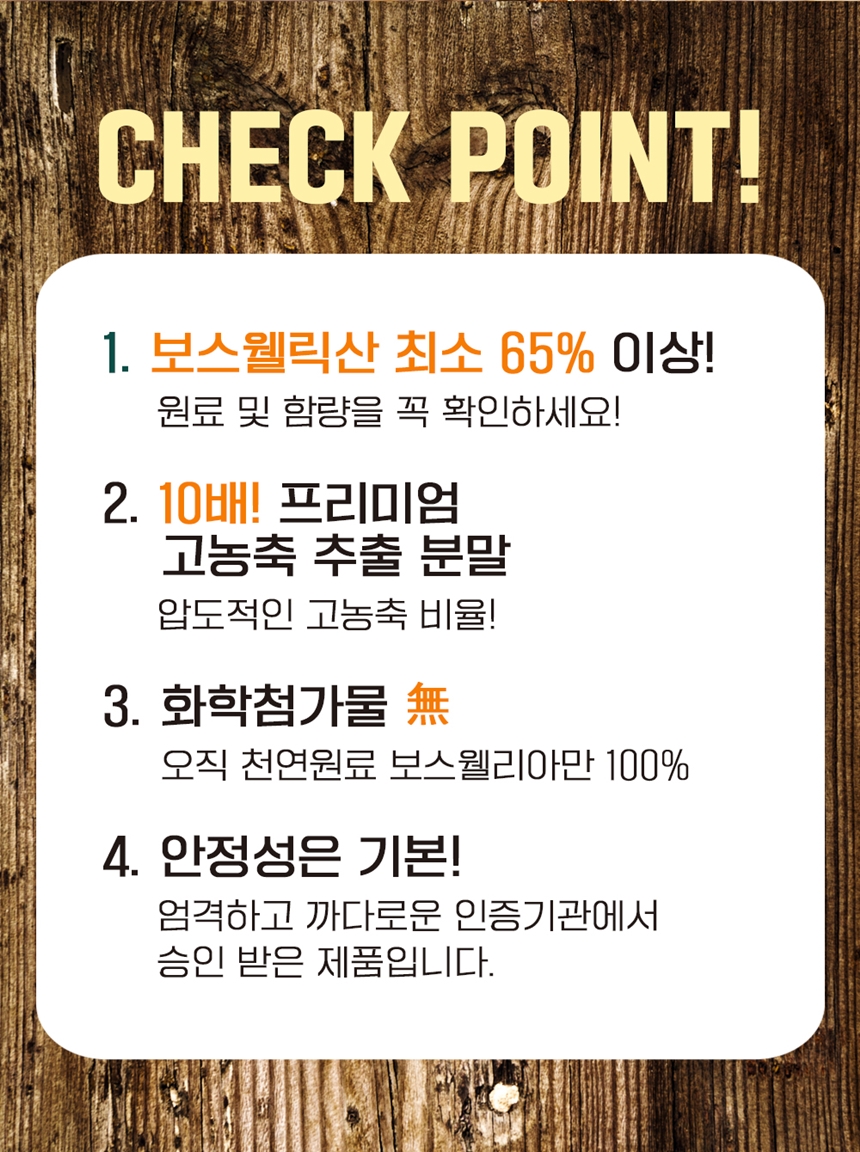 CHECK POINT!
1. 보스웰릭산 최소 65% 이상!
원료 및 함량을 꼭 확인하세요!
2. 10배! 프리미엄
고농축 추출 분말
압도적인 고농축 비율!
3. 화학첨가물 無
오직 천연원료 보스웰리아만 100%
4. 안정성은 기본!
엄격하고 까다로운 인증기관에서
승인 받은 제품입니다.